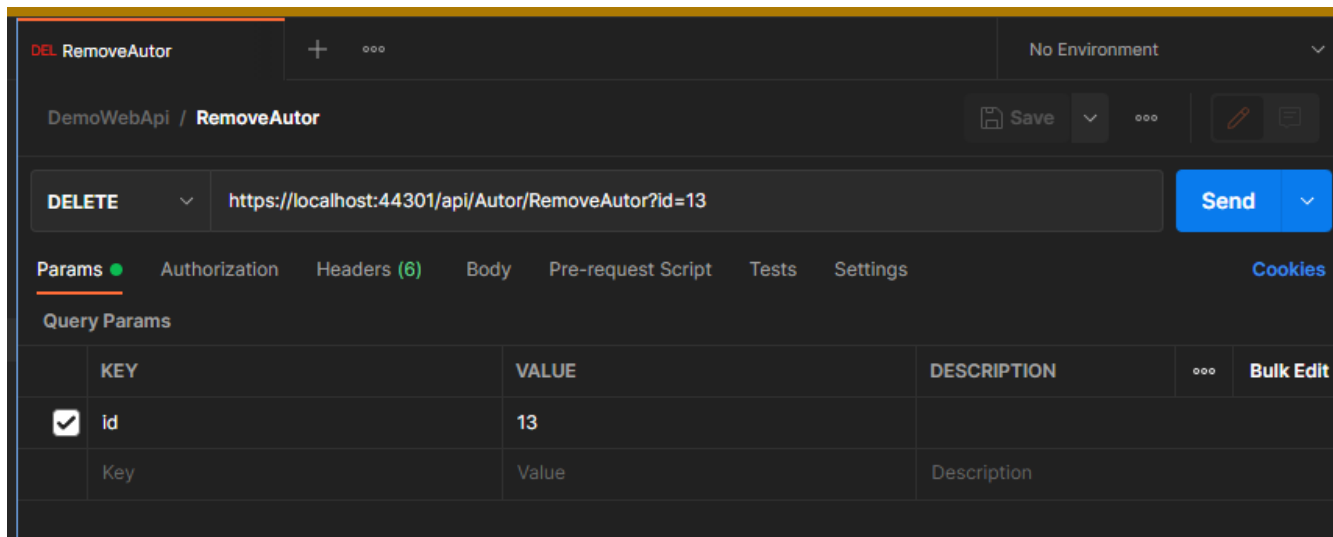 DEL RemoveAutor No Environment
DemoWebApi / RemoveAutor Save
DELETE https://localhost:44301/api/Autor/RemoveAutor?id=13 Send
Params Authorization Headers (6) Body Pre-request Script Tests Settings Cookies
Query Params
KEY VALUE DESCRIPTION Bulk Edit
id 13
Key Value Description